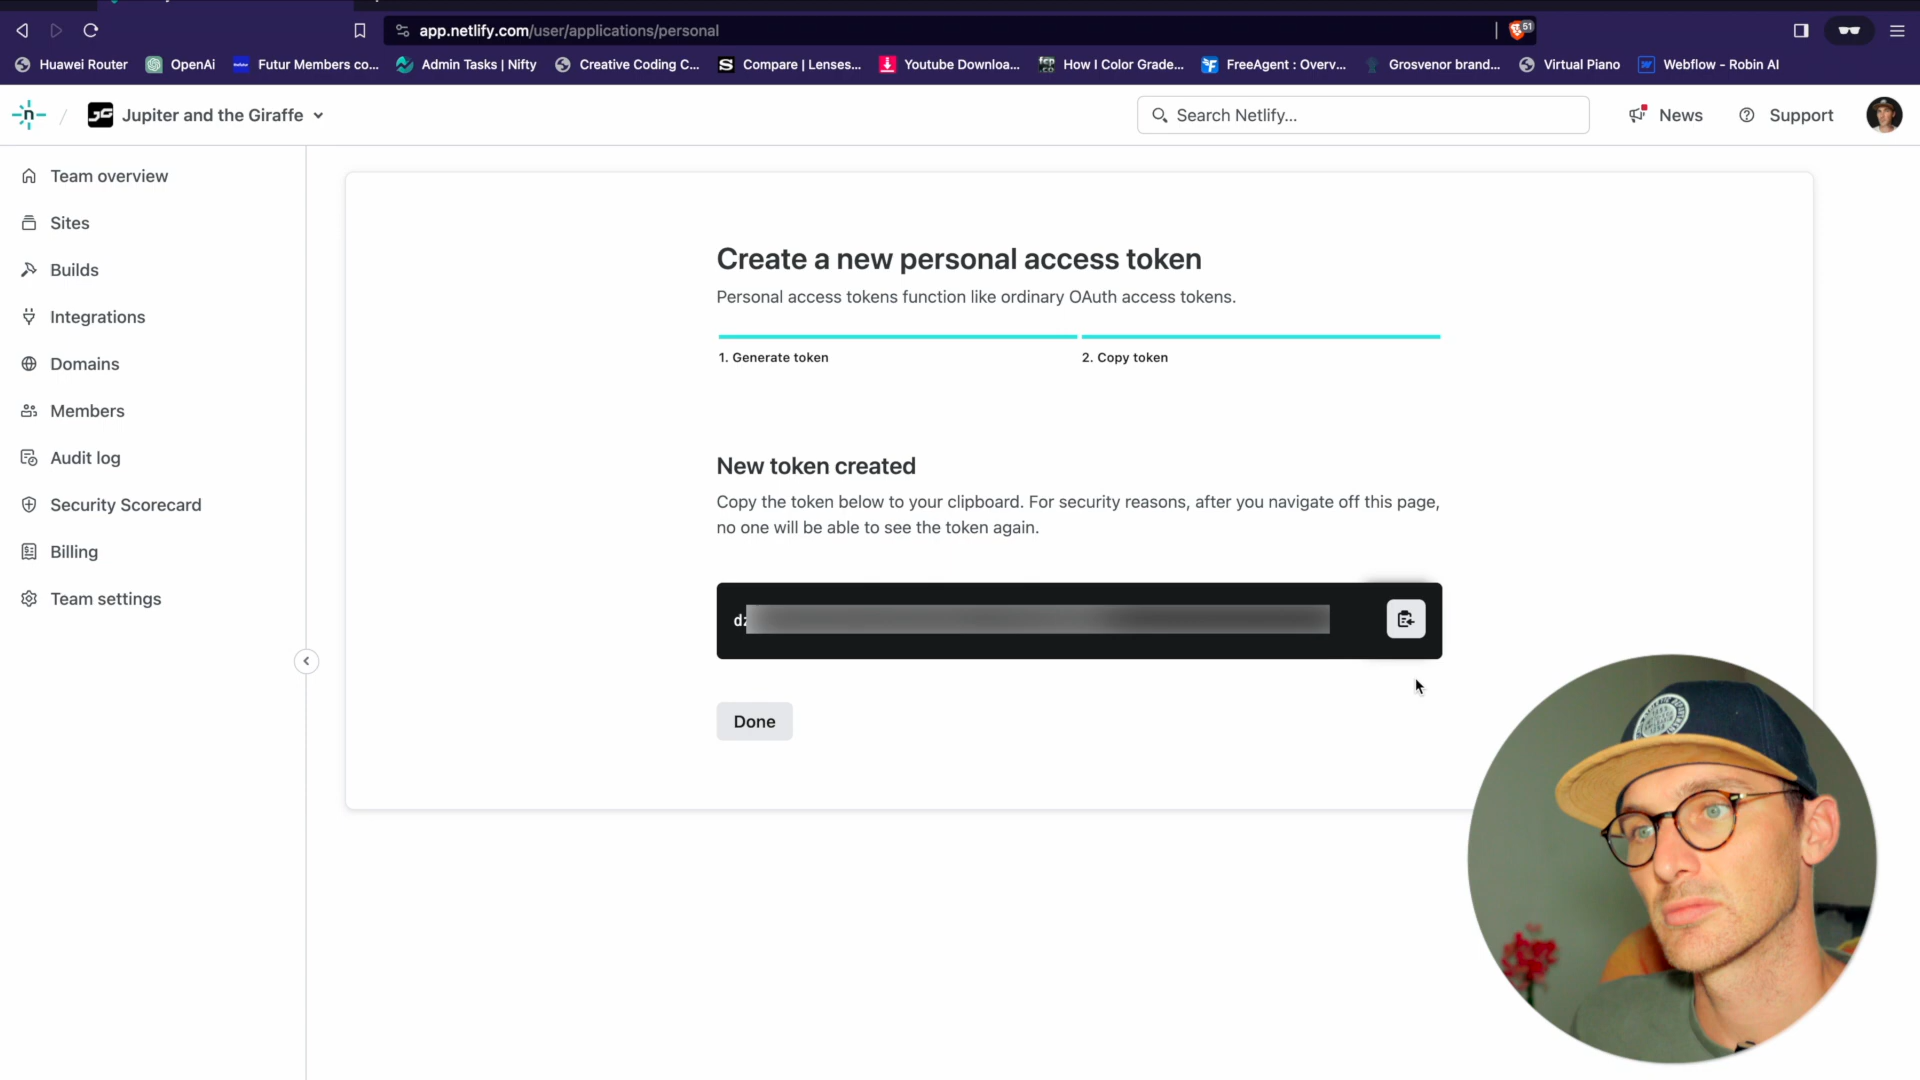 app.netlify.com/user/applications/personal
51
Huawei Router
OpenAi
Futur Members co...
Admin Tasks | Nifty
Creative Coding C...
Compare | Lenses...
Youtube Downloa...
How I Color Grade...
FreeAgent : Overv...
Grosvenor brand...
Virtual Piano
Webflow - Robin AI
n
/
JG
Jupiter and the Giraffe
Search Netlify...
News
Support
Team overview
Sites
Builds
Integrations
Domains
Members
Audit log
Security Scorecard
Billing
Team settings
Create a new personal access token
Personal access tokens function like ordinary OAuth access tokens.
1. Generate token
2. Copy token
New token created
Copy the token below to your clipboard. For security reasons, after you navigate off this page,
no one will be able to see the token again.
Done